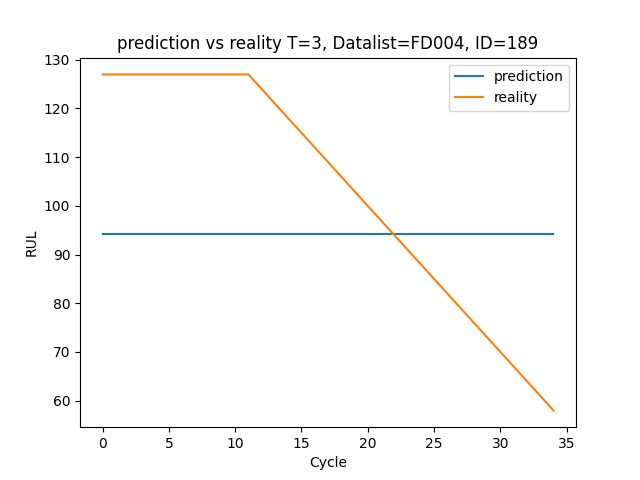 prediction vs reality T=3, Datalist=FD004, ID=189
130
120
110
100
90
80
70
60
RUL
prediction
reality
0 5 10 15 20 25 30 35
Cycle